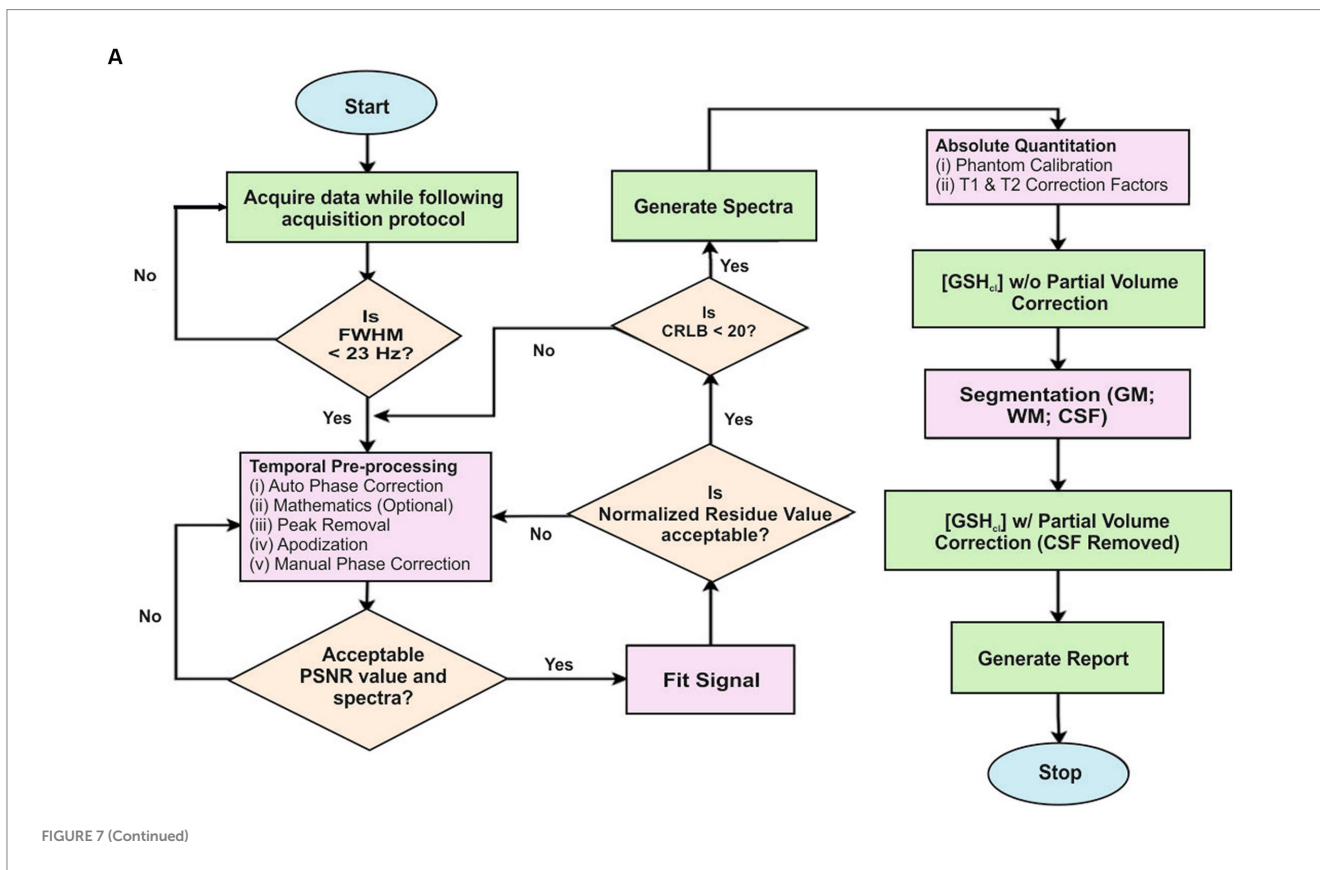 A
Start
Acquire data while following
acquisition protocol
No
Is
FWHM
< 23 Hz?
Yes
Temporal Pre-processing
(i) Auto Phase Correction
(ii) Mathematics (Optional)
(iii) Peak Removal
(iv) Apodization
(v) Manual Phase Correction
No
Acceptable
PSNR value and
spectra?
Yes
Fit Signal
Is
Normalized Residue Value
acceptable?
No
Yes
Is
CRLB < 20?
No
Yes
Generate Spectra
Absolute Quantitation
(i) Phantom Calibration
(ii) T1 & T2 Correction Factors
[GSHcl] w/o Partial Volume
Correction
Segmentation (GM;
WM; CSF)
[GSHcl] w/ Partial Volume
Correction (CSF Removed)
Generate Report
Stop
FIGURE 7 (Continued)